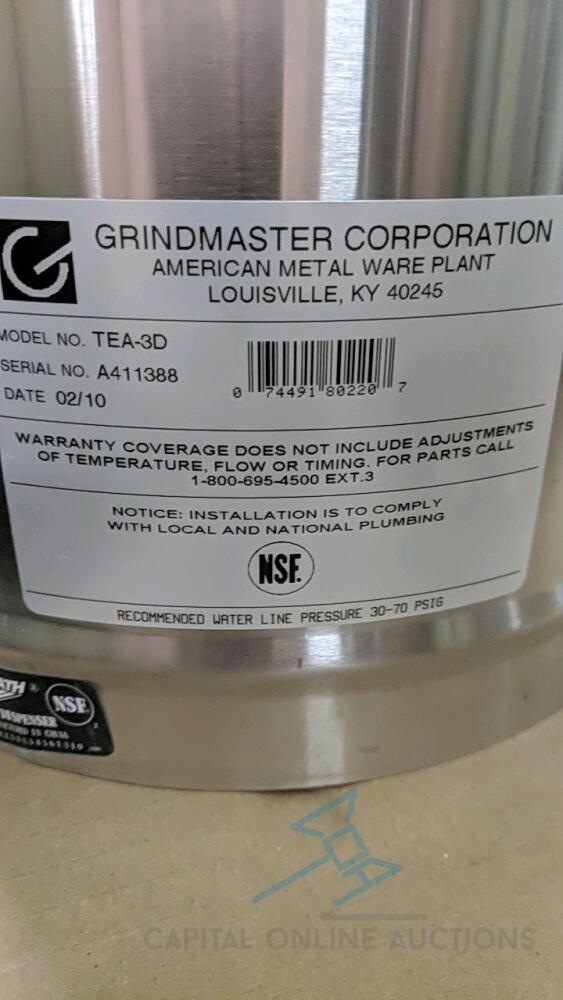 GRINDMASTER CORPORATION
AMERICAN METAL WARE PLANT
LOUISVILLE, KY 40245
MODEL NO. TEA-3D
SERIAL NO. A411388
DATE 02/10
0 74491 80220 7
WARRANTY COVERAGE DOES NOT INCLUDE ADJUSTMENTS
OF TEMPERATURE, FLOW OR TIMING. FOR PARTS CALL
1-800-695-4500 EXT.3
NOTICE: INSTALLATION IS TO COMPLY
WITH LOCAL AND NATIONAL PLUMBING
NSF.
RECOMMENDED WATER LINE PRESSURE 30-70 PSIG
NSF
DISPENSER
CAPITAL ONLINE AUCTIONS